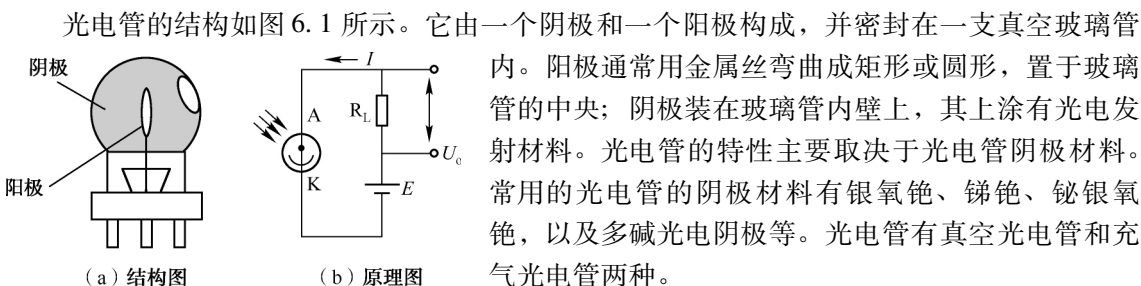 光电管的结构如图 6.1 所示。它由一个阴极和一个阳极构成，并密封在一支真空玻璃管
内。阳极通常用金属丝弯曲成矩形或圆形，置于玻璃
管的中央；阴极装在玻璃管内壁上，其上涂有光电发
射材料。光电管的特性主要取决于光电管阴极材料。
常用的光电管的阴极材料有银氧铯、锑铯、铋银氧
铯，以及多碱光电阴极等。光电管有真空光电管和充
气光电管两种。
阴极
阳极
（a）结构图
I
A
R_L
U_o
K
E
（b）原理图